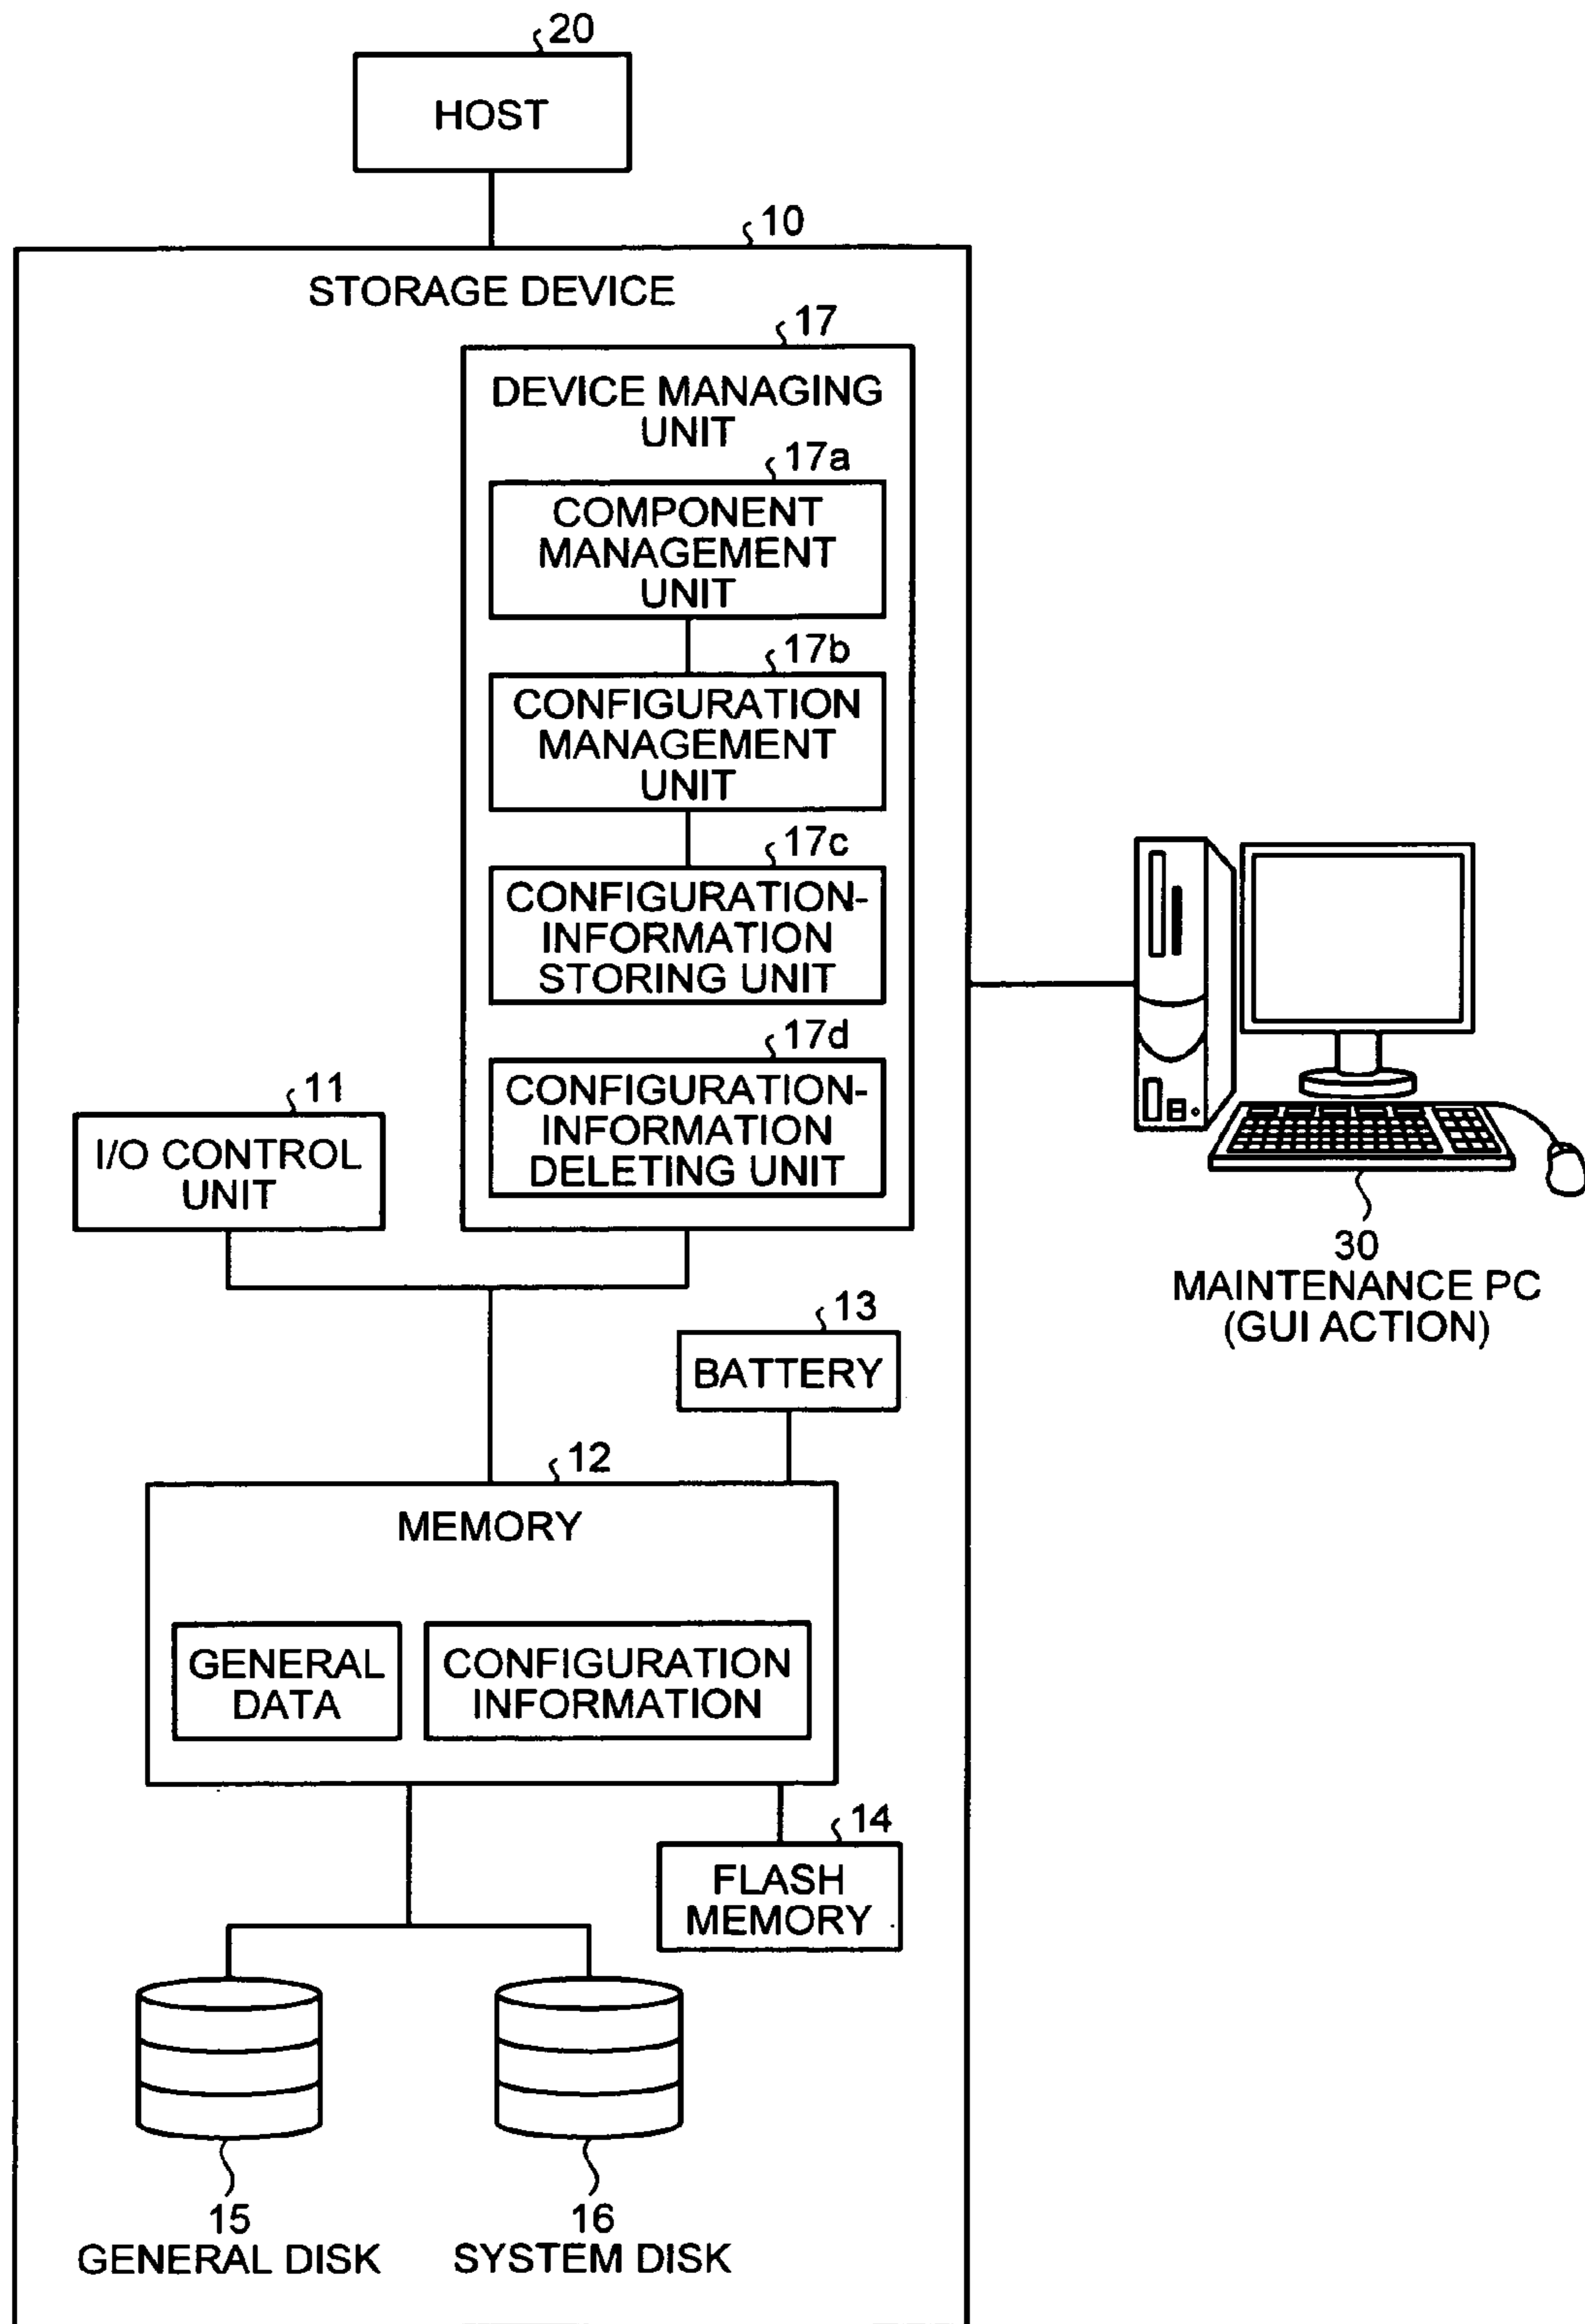 20
HOST
10
STORAGE DEVICE
17
DEVICE MANAGING
UNIT
17a
COMPONENT
MANAGEMENT
UNIT
17b
CONFIGURATION
MANAGEMENT
UNIT
17c
CONFIGURATION-
INFORMATION
STORING UNIT
17d
CONFIGURATION-
INFORMATION
DELETING UNIT
11
I/O CONTROL
UNIT
30
MAINTENANCE PC
(GUI ACTION)
13
BATTERY
12
MEMORY
GENERAL
DATA
CONFIGURATION
INFORMATION
14
FLASH
MEMORY
15
GENERAL DISK
16
SYSTEM DISK